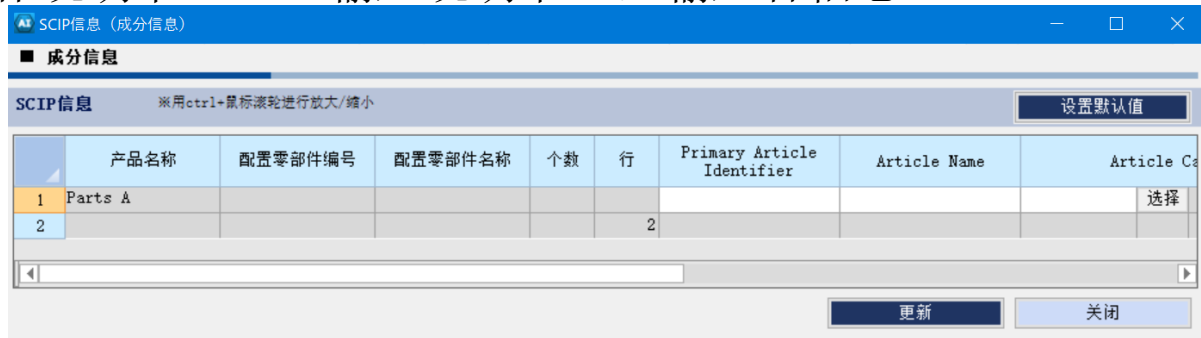 AI SCIP信息（成分信息）
■ 成分信息
SCIP信息 ※用ctrl+鼠标滚轮进行放大/缩小 设置默认值
产品名称 配置零部件编号 配置零部件名称 个数 行 Primary Article Identifier Article Name Article Ca
1 Parts A 选择
2 2
更新 关闭